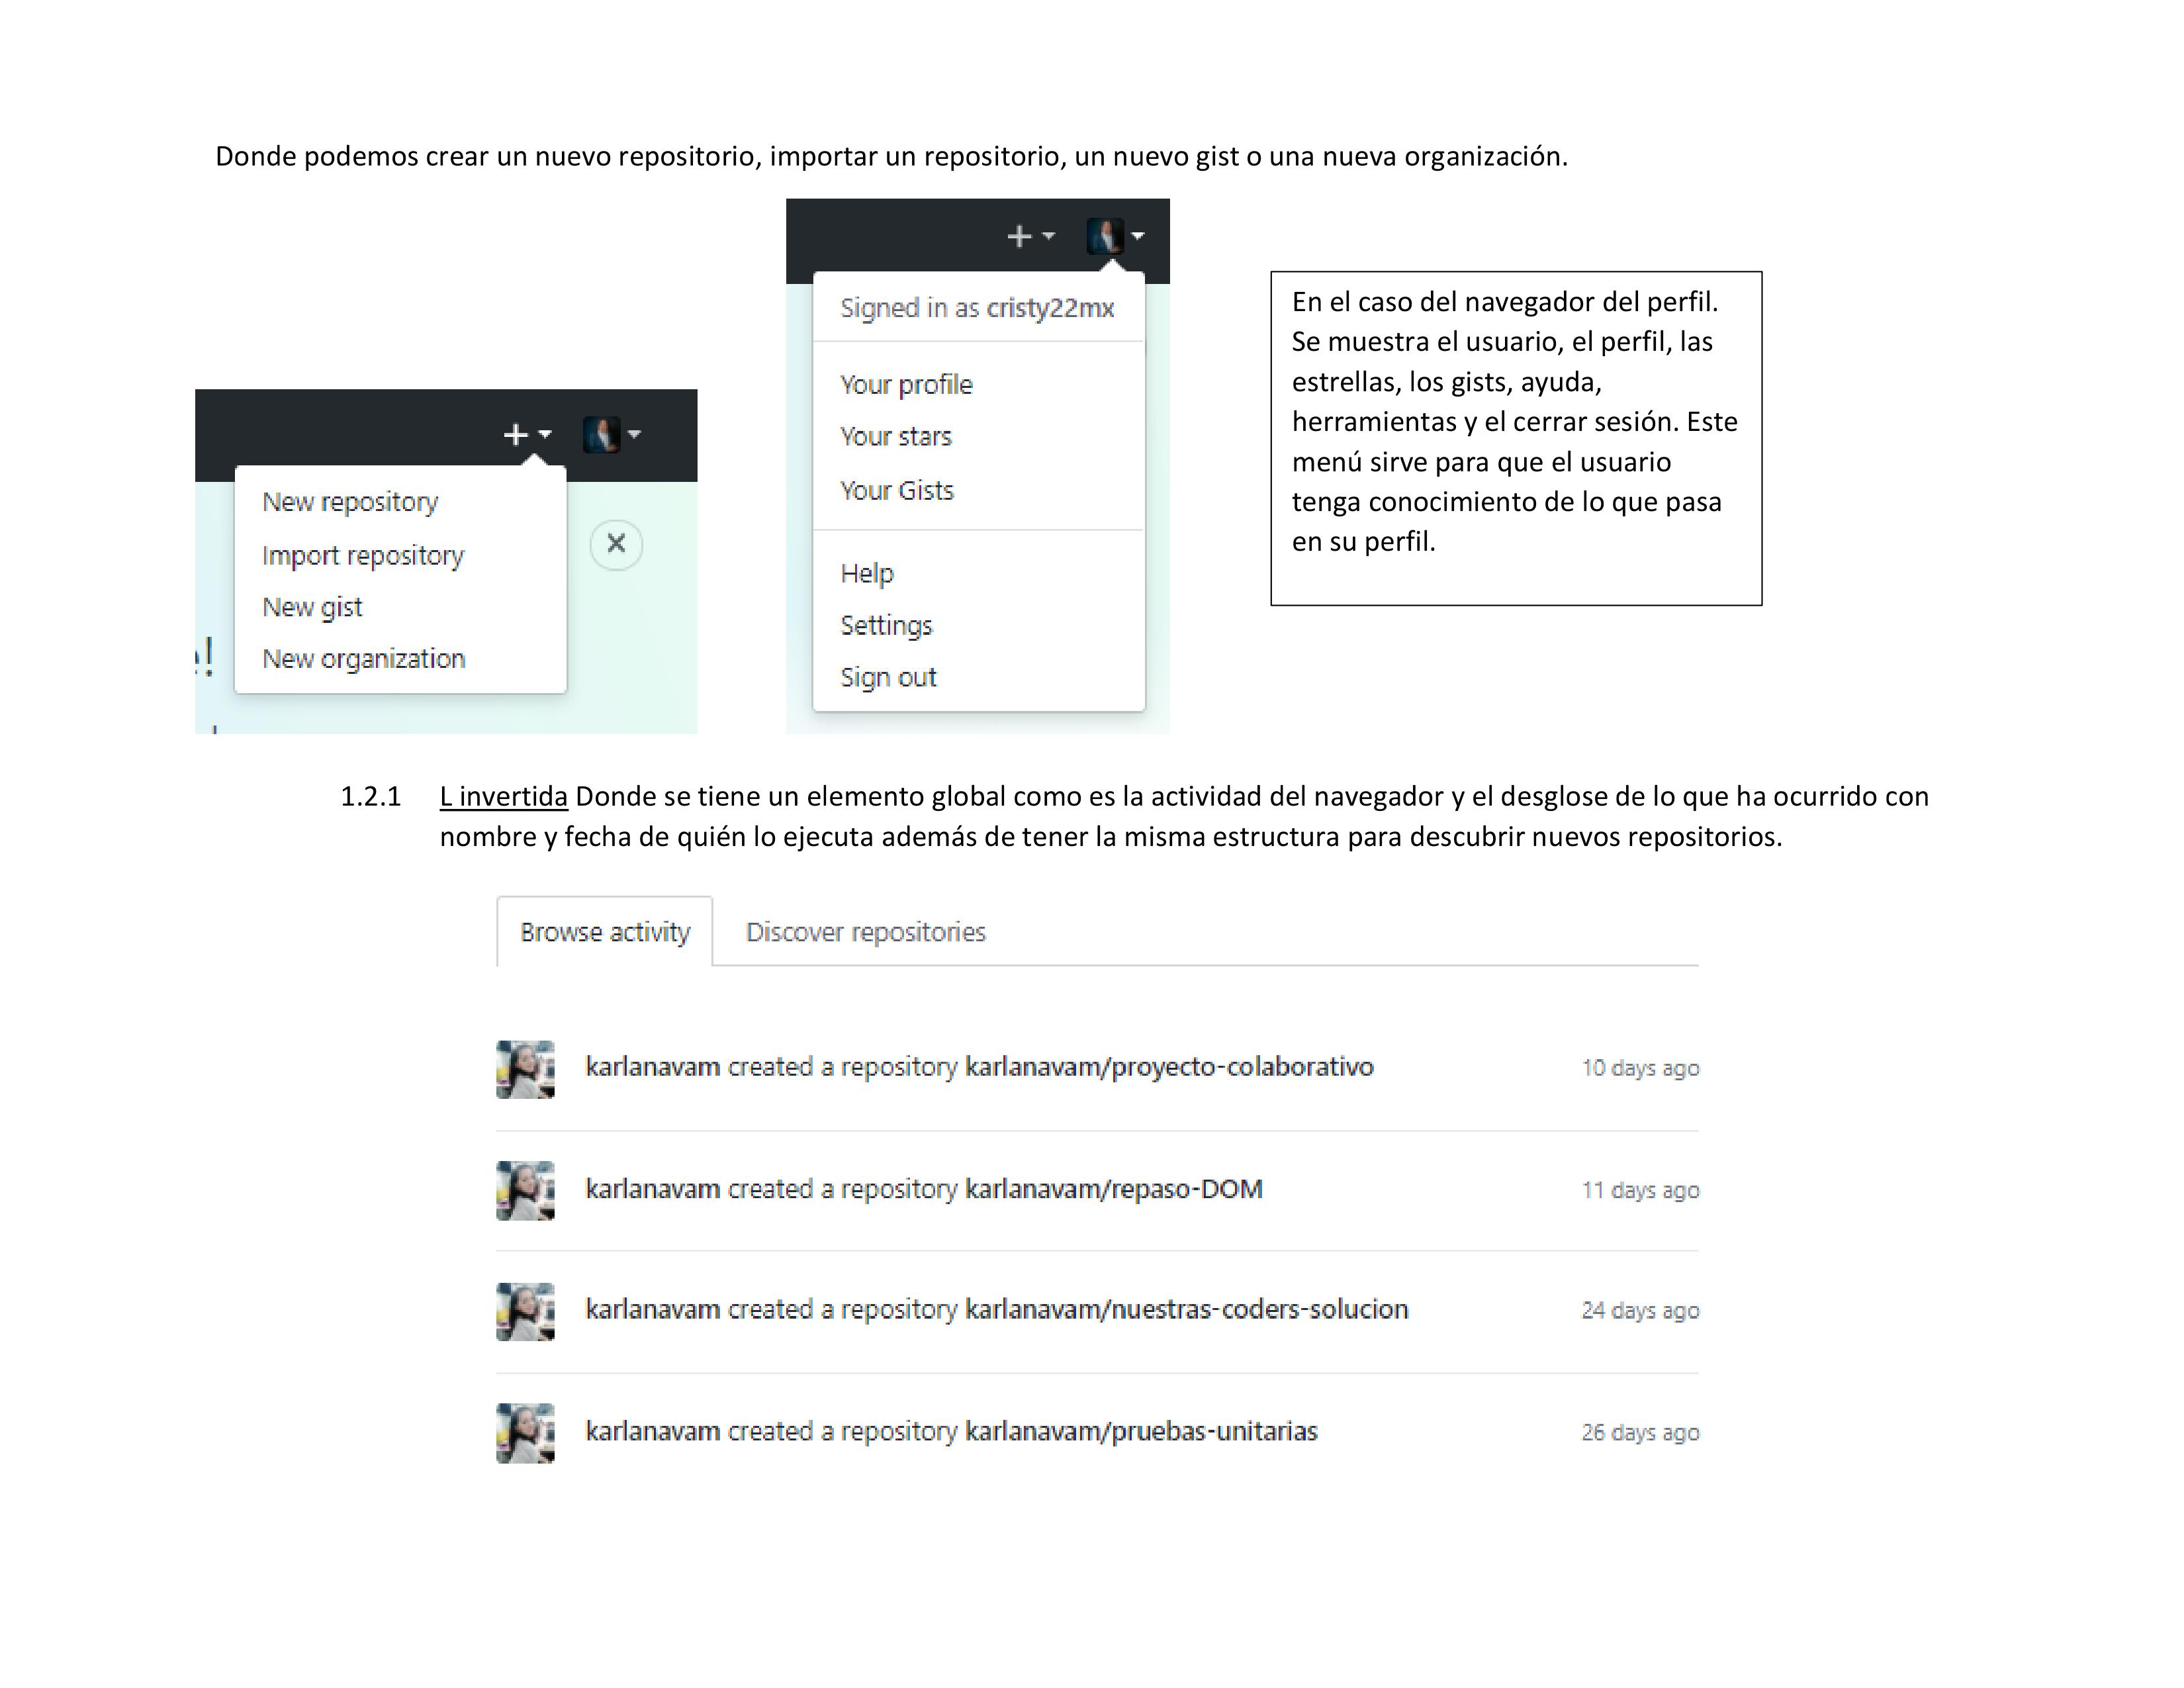 Donde podemos crear un nuevo repositorio, importar un repositorio, un nuevo gist o una nueva organización.
New repository
Import repository
New gist
New organization
Signed in as cristy22mx
Your profile
Your stars
Your Gists
Help
Settings
Sign out
En el caso del navegador del perfil.
Se muestra el usuario, el perfil, las
estrellas, los gists, ayuda,
herramientas y el cerrar sesión. Este
menú sirve para que el usuario
tenga conocimiento de lo que pasa
en su perfil.
1.2.1 L invertida Donde se tiene un elemento global como es la actividad del navegador y el desglose de lo que ha ocurrido con
nombre y fecha de quién lo ejecuta además de tener la misma estructura para descubrir nuevos repositorios.
Browse activity Discover repositories
karlanavam created a repository karlanavam/proyecto-colaborativo 10 days ago
karlanavam created a repository karlanavam/repaso-DOM 11 days ago
karlanavam created a repository karlanavam/nuestras-coders-solucion 24 days ago
karlanavam created a repository karlanavam/pruebas-unitarias 26 days ago